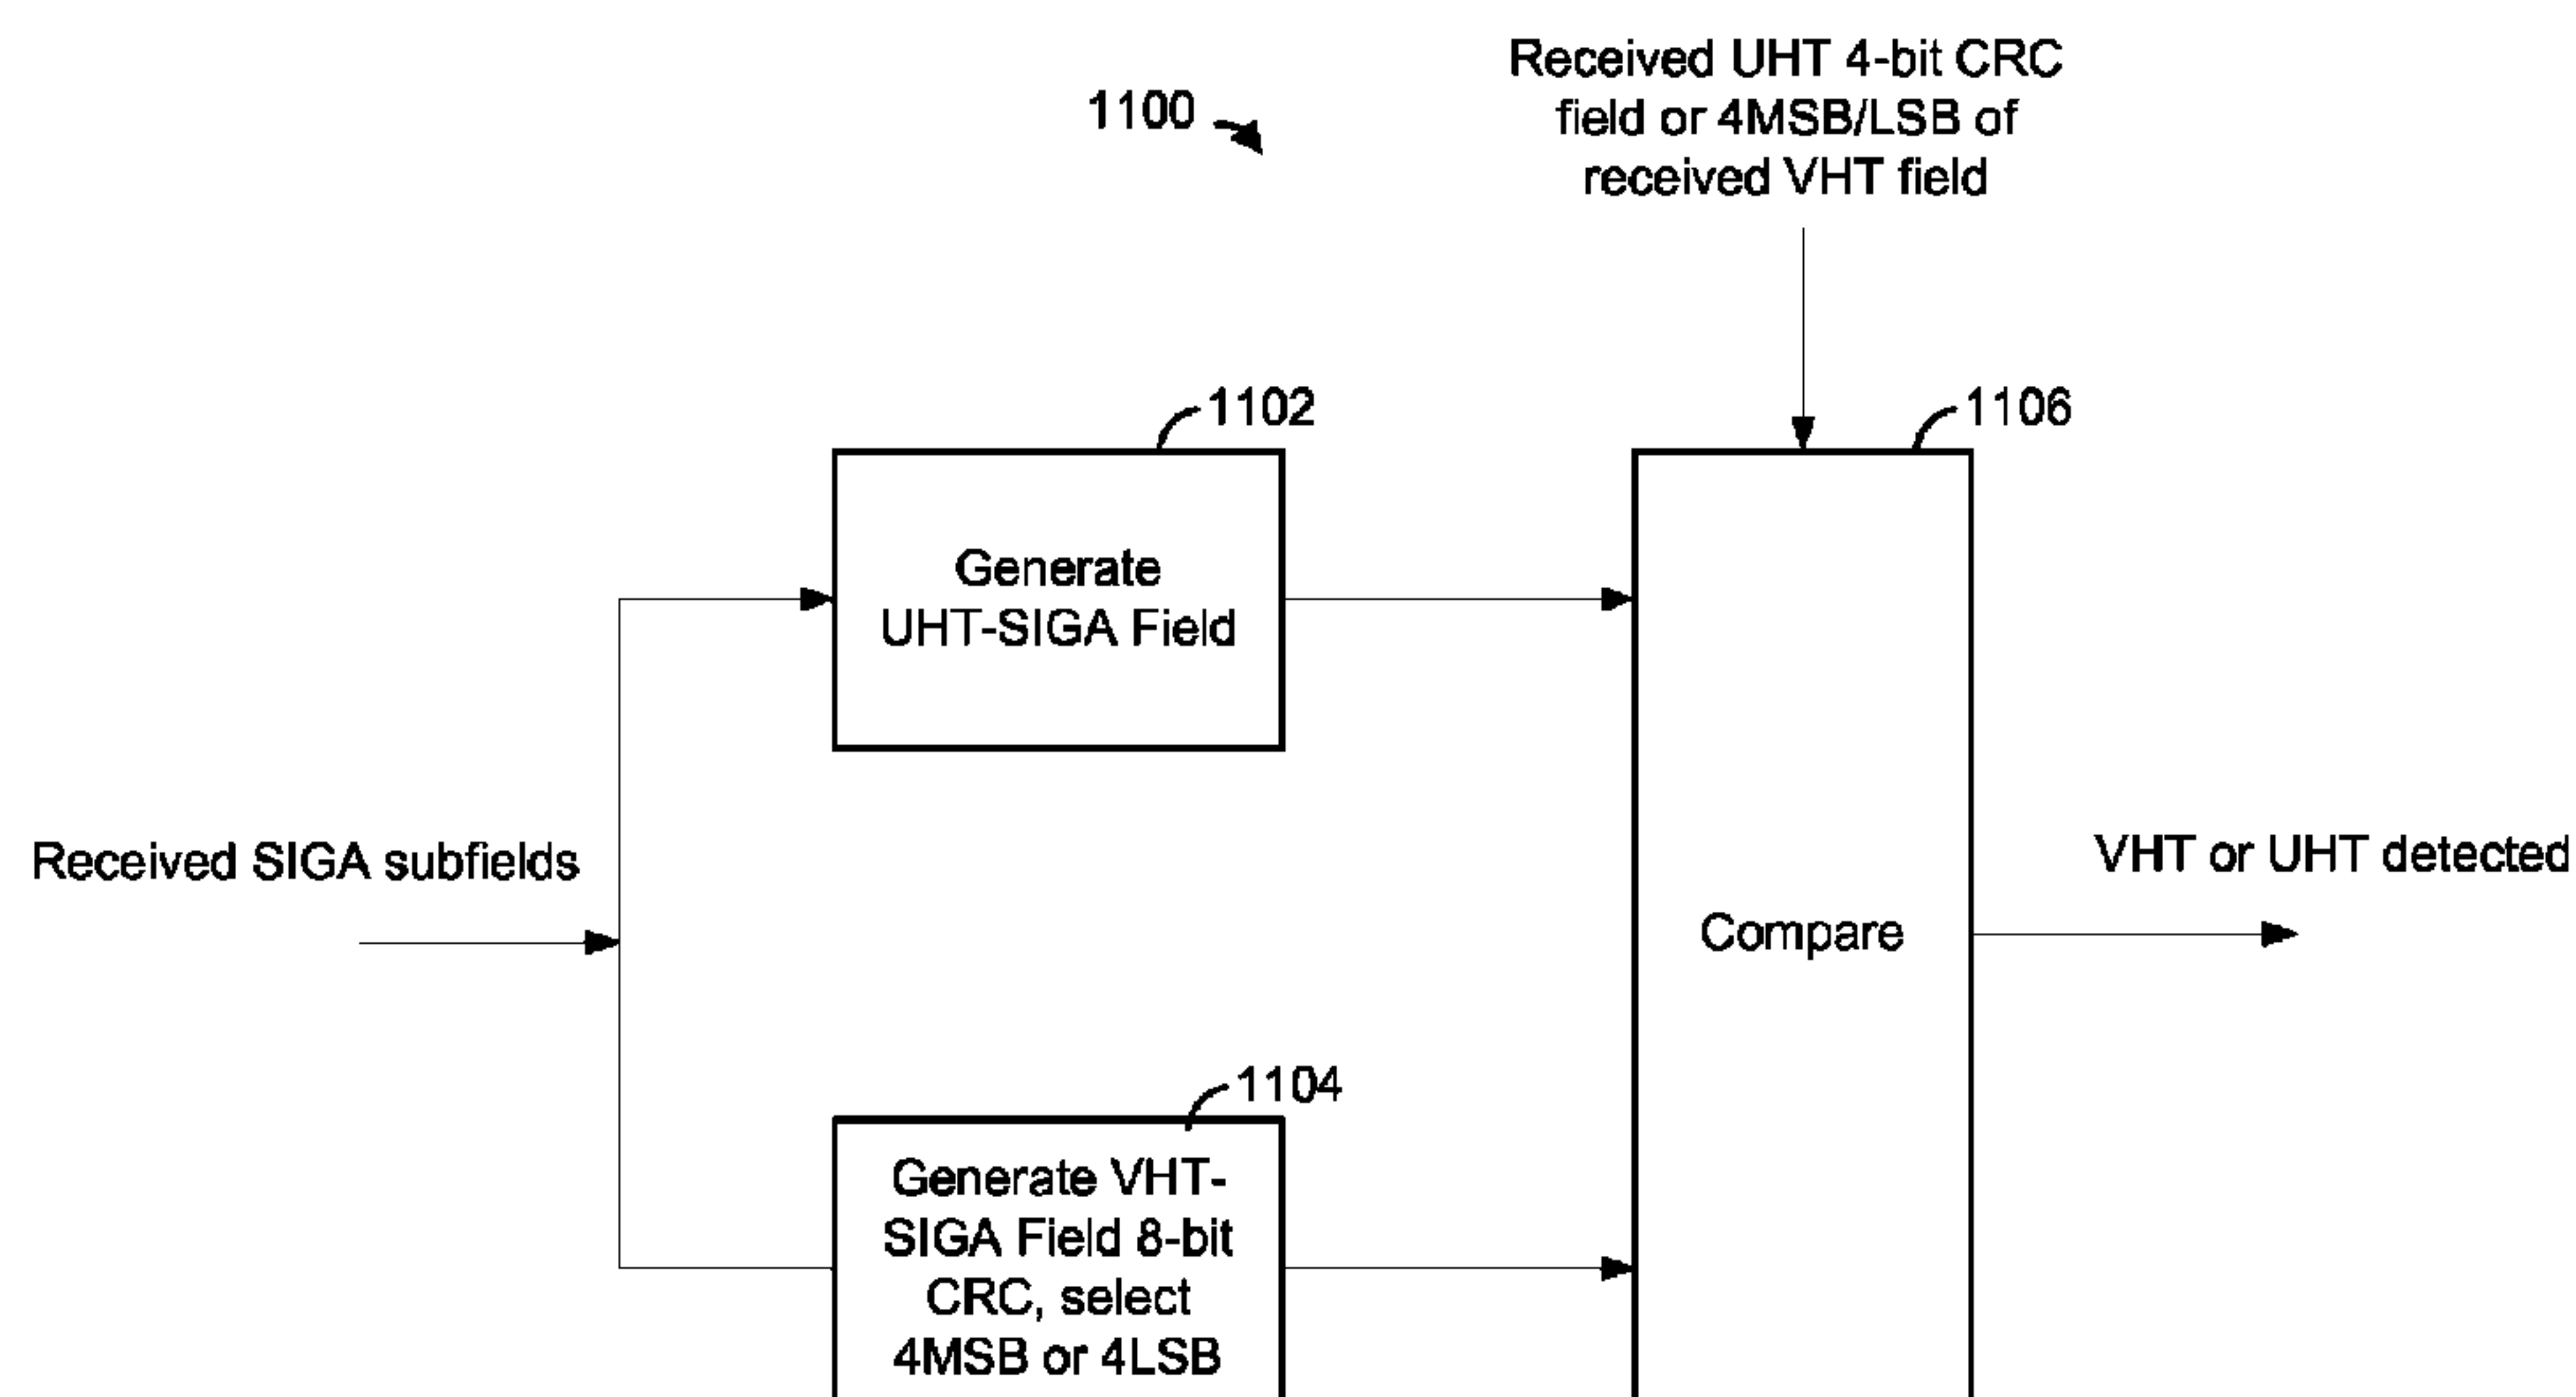 Received UHT 4-bit CRC
field or 4MSB/LSB of
received VHT field
1100
1102
1106
Generate
UHT-SIGA Field
Received SIGA subfields
VHT or UHT detected
Compare
1104
Generate VHT-
SIGA Field 8-bit
CRC, select
4MSB or 4LSB